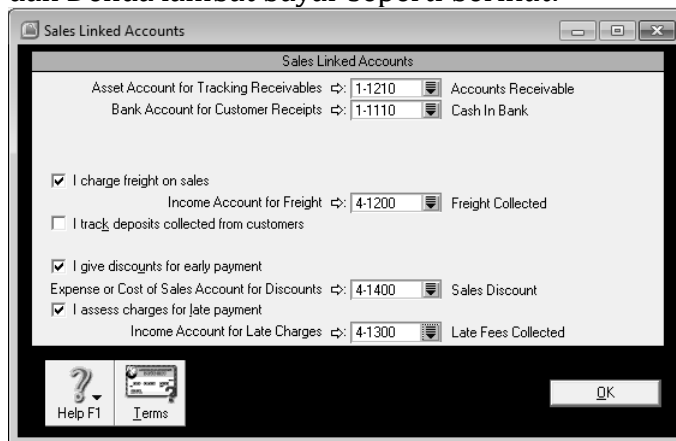 dan Denda lambat bayar seperti berikut:
Sales Linked Accounts
Sales Linked Accounts
Asset Account for Tracking Receivables ⇨: 1-1210 Accounts Receivable
Bank Account for Customer Receipts ⇨: 1-1110 Cash In Bank
I charge freight on sales
Income Account for Freight ⇨: 4-1200 Freight Collected
I track deposits collected from customers
I give discounts for early payment
Expense or Cost of Sales Account for Discounts ⇨: 4-1400 Sales Discount
I assess charges for late payment
Income Account for Late Charges ⇨: 4-1300 Late Fees Collected
Help F1 Terms OK